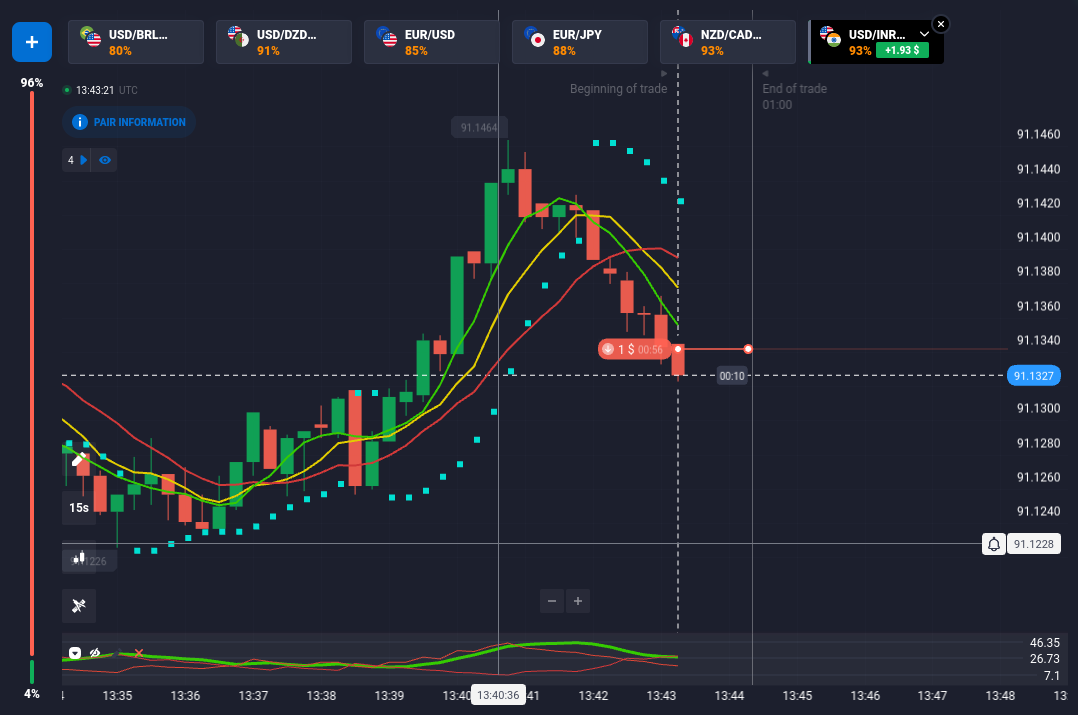 +
USD/BRL...
80%
USD/DZD...
91%
EUR/USD
85%
EUR/JPY
88%
NZD/CAD...
93%
USD/INR...
93% +1.93 $
96%
13:43:21 UTC
Beginning of trade
End of trade
01:00
PAIR INFORMATION
4
91.1464
91.1460
91.1440
91.1420
91.1400
91.1380
91.1360
91.1340
1 $ 00:56
00:10
91.1327
91.1300
91.1280
91.1260
91.1240
15s
91.1228
− +
46.35
26.73
7.1
4%
13:35 13:36 13:37 13:38 13:39 13:40 13:40:36 41 13:42 13:43 13:44 13:45 13:46 13:47 13:48 13: